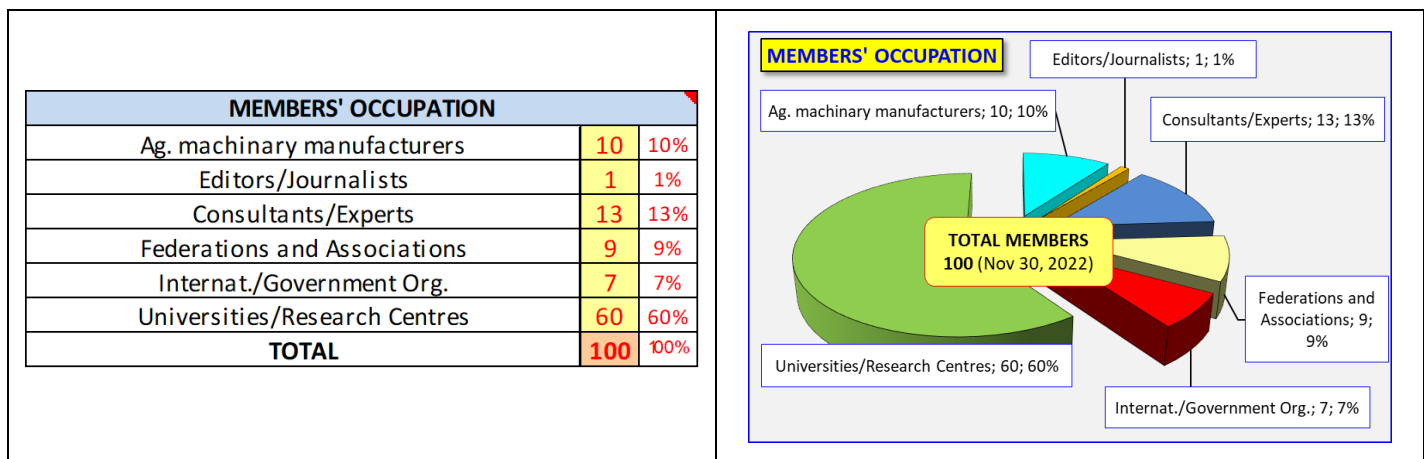 MEMBERS' OCCUPATION
Ag. machinary manufacturers 10 10%
Editors/Journalists 1 1%
Consultants/Experts 13 13%
Federations and Associations 9 9%
Internat./Government Org. 7 7%
Universities/Research Centres 60 60%
TOTAL 100 100%
MEMBERS' OCCUPATION
Editors/Journalists; 1; 1%
Ag. machinary manufacturers; 10; 10%
Consultants/Experts; 13; 13%
TOTAL MEMBERS
100 (Nov 30, 2022)
Federations and
Associations; 9;
9%
Universities/Research Centres; 60; 60%
Internat./Government Org.; 7; 7%